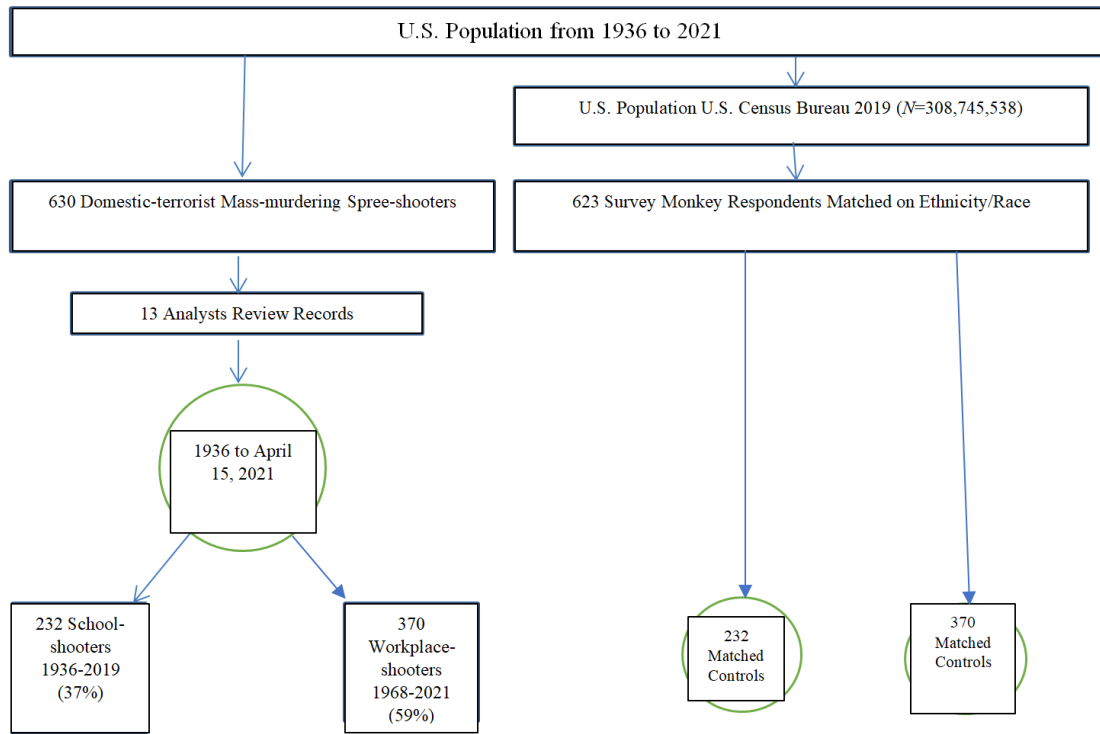 U.S. Population from 1936 to 2021
U.S. Population U.S. Census Bureau 2019 (N=308,745,538)
630 Domestic-terrorist Mass-murdering Spree-shooters
623 Survey Monkey Respondents Matched on Ethnicity/Race
13 Analysts Review Records
1936 to April
15, 2021
232 School-
shooters
1936-2019
(37%)
370
Workplace-
shooters
1968-2021
(59%)
232
Matched
Controls
370
Matched
Controls